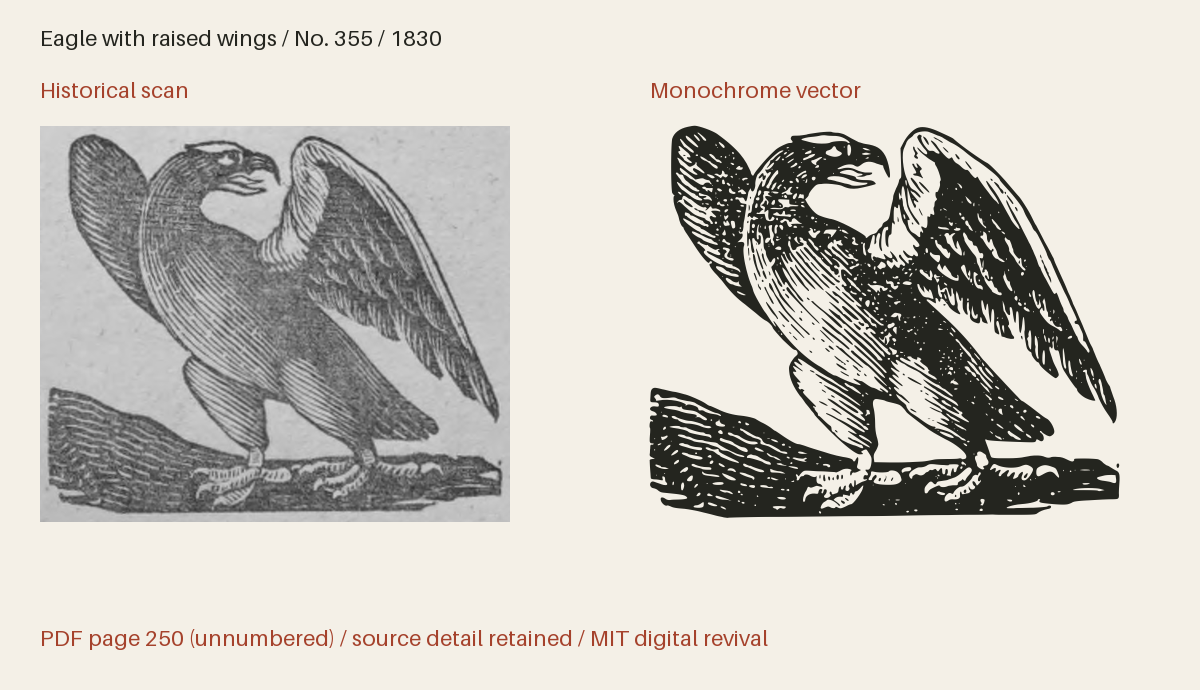 Eagle with raised wings / No. 355 / 1830
Historical scan
Monochrome vector
PDF page 250 (unnumbered) / source detail retained / MIT digital revival